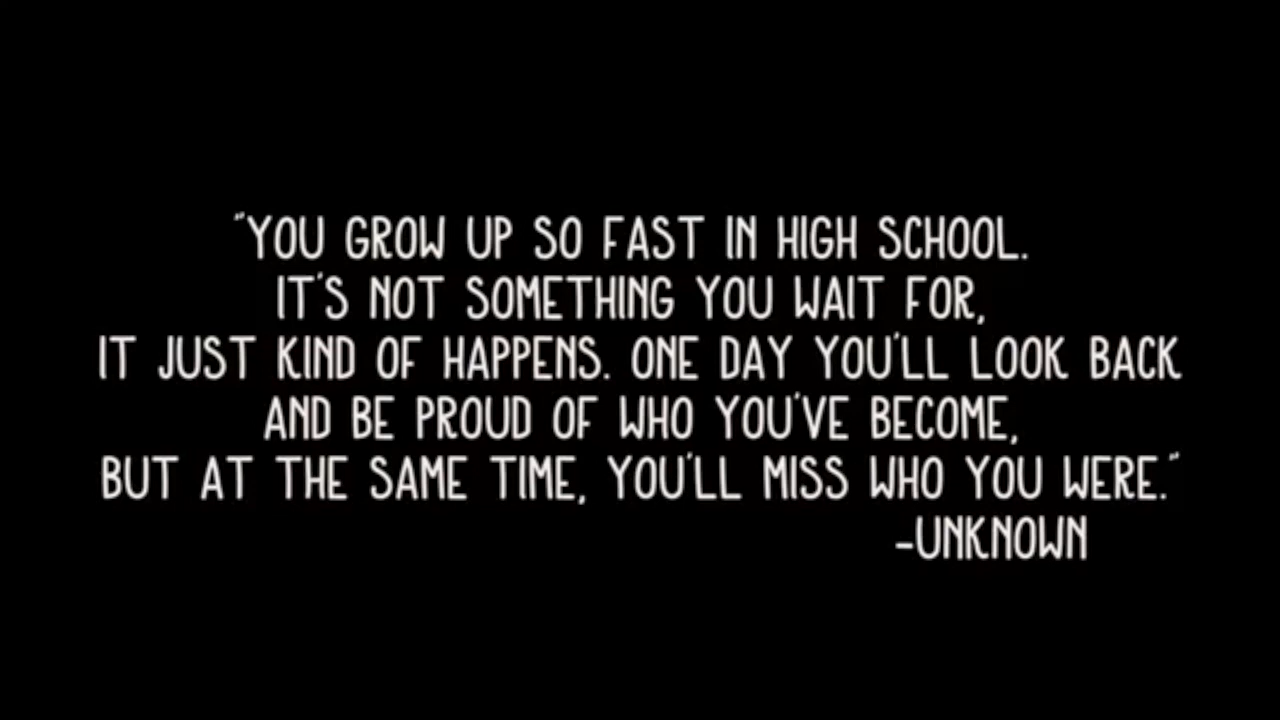 "YOU GROW UP SO FAST IN HIGH SCHOOL.
IT'S NOT SOMETHING YOU WAIT FOR,
IT JUST KIND OF HAPPENS. ONE DAY YOU'LL LOOK BACK
AND BE PROUD OF WHO YOU'VE BECOME,
BUT AT THE SAME TIME, YOU'LL MISS WHO YOU WERE."
-UNKNOWN